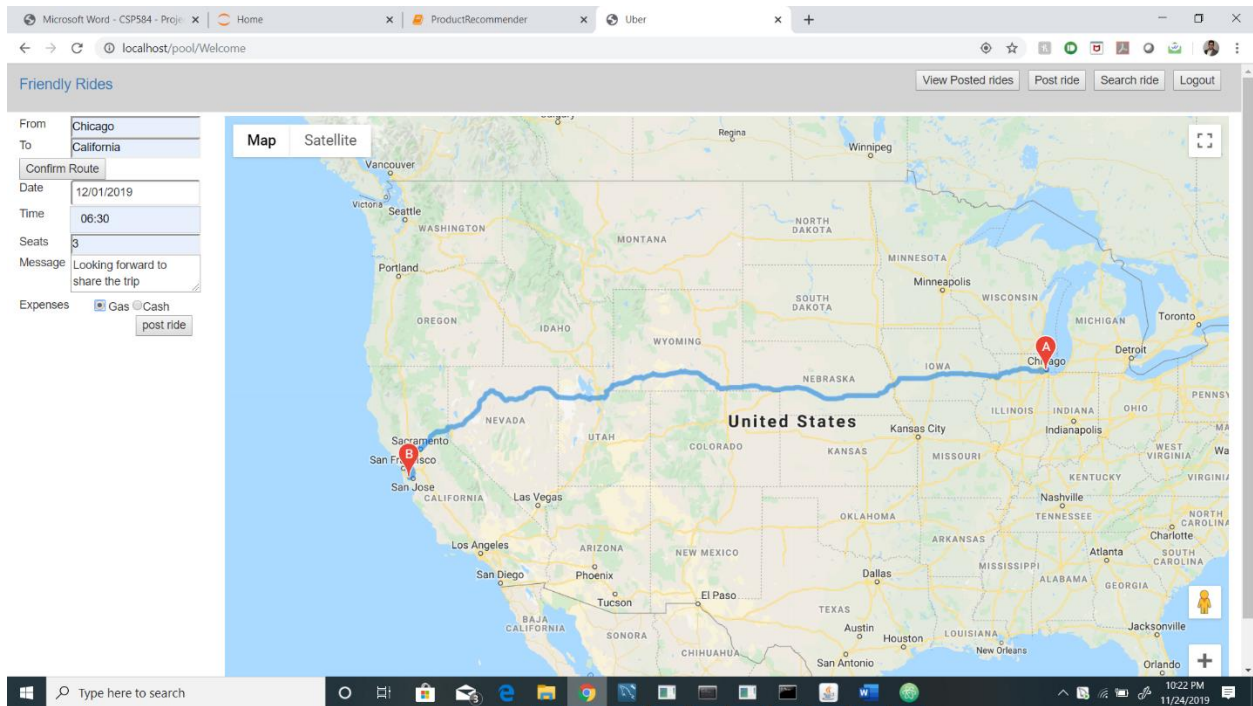 Microsoft Word - CSP584 - Proje
Home
ProductRecommender
Uber
localhost/pool/Welcome
Friendly Rides
View Posted rides
Post ride
Search ride
Logout
From
Chicago
To
California
Confirm Route
Date
12/01/2019
Time
06:30
Seats
3
Message
Looking forward to
share the trip
Expenses
Gas
Cash
post ride
Map
Satellite
Regina
Winnipeg
Vancouver
Victoria
Seattle
WASHINGTON
NORTH
DAKOTA
MONTANA
MINNESOTA
Portland
Minneapolis
WISCONSIN
SOUTH
DAKOTA
MICHIGAN
Toronto
OREGON
IDAHO
WYOMING
A
Chicago
Detroit
IOWA
NEBRASKA
PENNSY
NEVADA
United States
ILLINOIS
INDIANA
OHIO
Kansas City
Indianapolis
MA
Sacramento
UTAH
COLORADO
KANSAS
MISSOURI
WEST
VIRGINIA
Wa
B
San Francisco
San Jose
CALIFORNIA
Las Vegas
KENTUCKY
VIRGINIA
Nashville
TENNESSEE
OKLAHOMA
NORTH
CAROLINA
Charlotte
ARKANSAS
Los Angeles
ARIZONA
NEW MEXICO
Atlanta
SOUTH
CAROLINA
MISSISSIPPI
San Diego
Phoenix
Dallas
ALABAMA
GEORGIA
Tucson
El Paso
TEXAS
BAJA
CALIFORNIA
SONORA
Austin
Houston
LOUISIANA
Jacksonville
CHIHUAHUA
New Orleans
San Antonio
Orlando
Type here to search
10:22 PM
11/24/2019